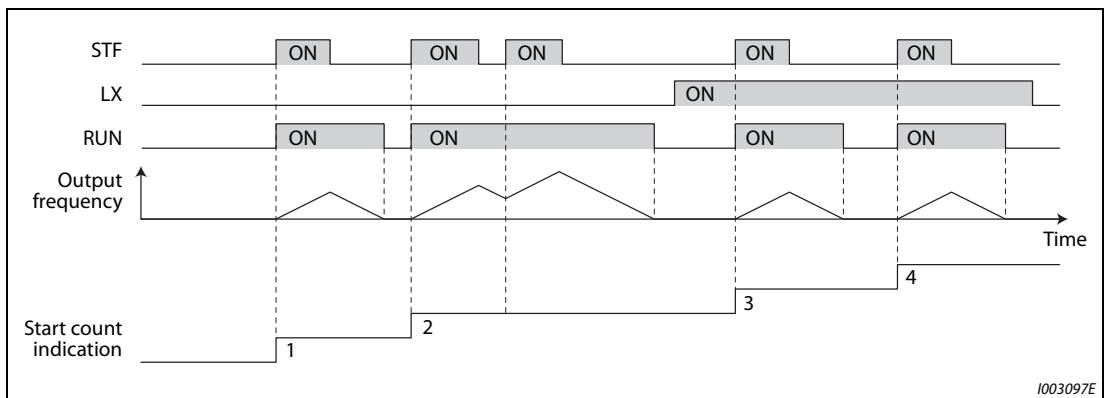 STF
ON
ON
ON
ON
ON
LX
ON
RUN
ON
ON
ON
ON
Output
frequency
Time
Start count
indication
1
2
3
4
I003097E